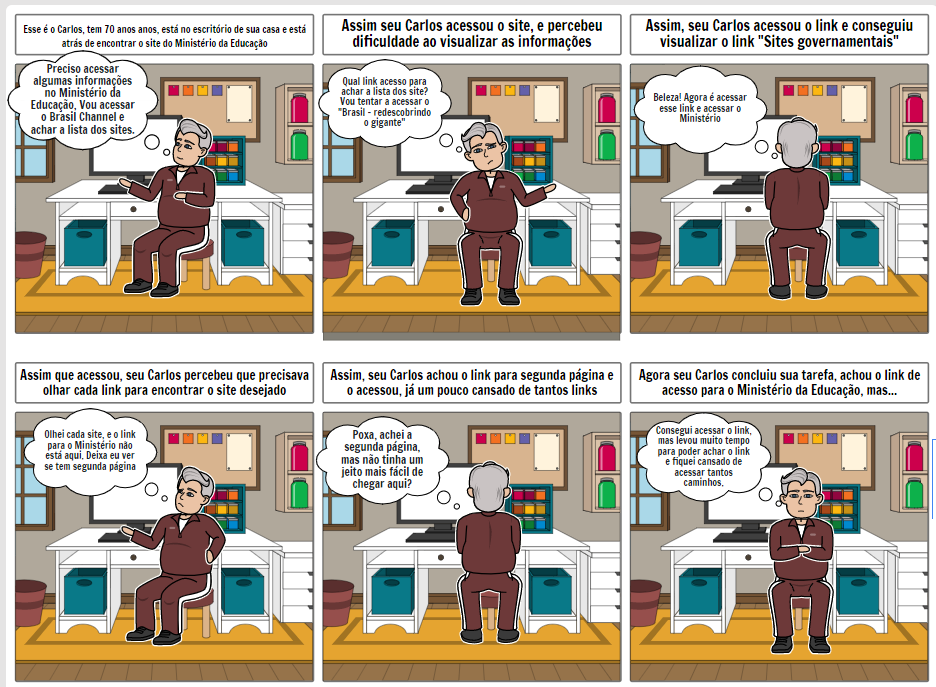 Esse é o Carlos, tem 70 anos anos, está no escritório de sua casa e está
atrás de encontrar o site do Ministério da Educação
Preciso acessar
algumas informações
no Ministério da
Educação, Vou acessar
o Brasil Channel e
achar a lista dos sites.
Assim seu Carlos acessou o site, e percebeu
dificuldade ao visualizar as informações
Qual link acesso para
achar a lista dos site?
Vou tentar a acessar o
"Brasil - redescobrindo
o gigante"
Assim, seu Carlos acessou o link e conseguiu
visualizar o link "Sites governamentais"
Beleza! Agora é acessar
esse link e acessar o
Ministério
Assim que acessou, seu Carlos percebeu que precisava
olhar cada link para encontrar o site desejado
Olhei cada site, e o link
para o Ministério não
está aqui, Deixa eu ver
se tem segunda página
Assim, seu Carlos achou o link para segunda página e
o acessou, já um pouco cansado de tantos links
Poxa, achei a
segunda página,
mas não tinha um
jeito mais fácil de
chegar aqui?
Agora seu Carlos concluiu sua tarefa, achou o link de
acesso para o Ministério da Educação, mas...
Consegui acessar o link,
mas levou muito tempo
para poder achar o link
e fiquei cansado de
acessar tantos
caminhos.